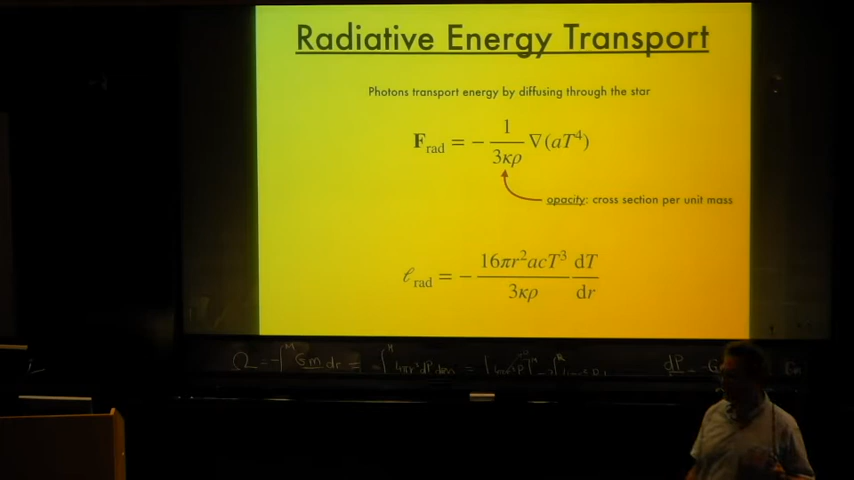 Radiative Energy Transport
Photons transport energy by diffusing through the star
F_rad = − 1/(3κρ) ∇(aT⁴)
opacity: cross section per unit mass
ℓ_rad = − (16πr²acT³)/(3κρ) dT/dr